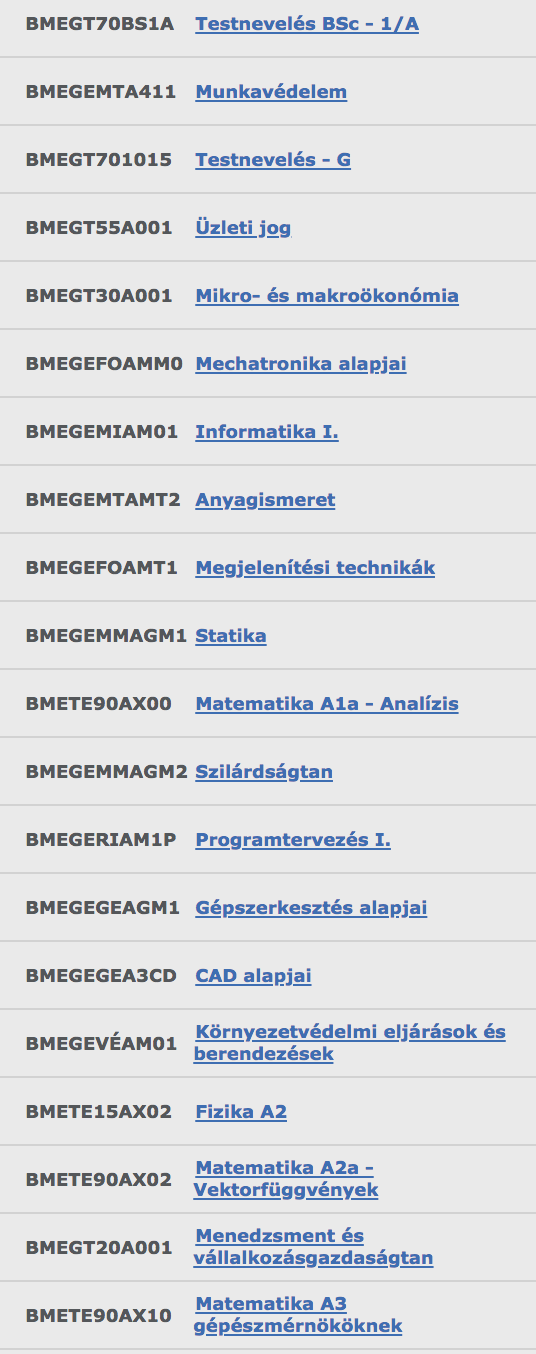 BMEGT70BS1A Testnevelés BSc - 1/A
BMEGEMTA411 Munkavédelem
BMEGT701015 Testnevelés - G
BMEGT55A001 Üzleti jog
BMEGT30A001 Mikro- és makroökonómia
BMEGEFOAMM0 Mechatronika alapjai
BMEGEMIAM01 Informatika I.
BMEGEMTAMT2 Anyagismeret
BMEGEFOAMT1 Megjelenítési technikák
BMEGEMMAGM1 Statika
BMETE90AX00 Matematika A1a - Analízis
BMEGEMMAGM2 Szilárdságtan
BMEGERIAM1P Programtervezés I.
BMEGEGEAGM1 Gépszerkesztés alapjai
BMEGEGEA3CD CAD alapjai
BMEGEVÉAM01 Környezetvédelmi eljárások és
berendezések
BMETE15AX02 Fizika A2
BMETE90AX02 Matematika A2a -
Vektorfüggvények
BMEGT20A001 Menedzsment és
vállalkozásgazdaságtan
BMETE90AX10 Matematika A3
gépészmérnököknek